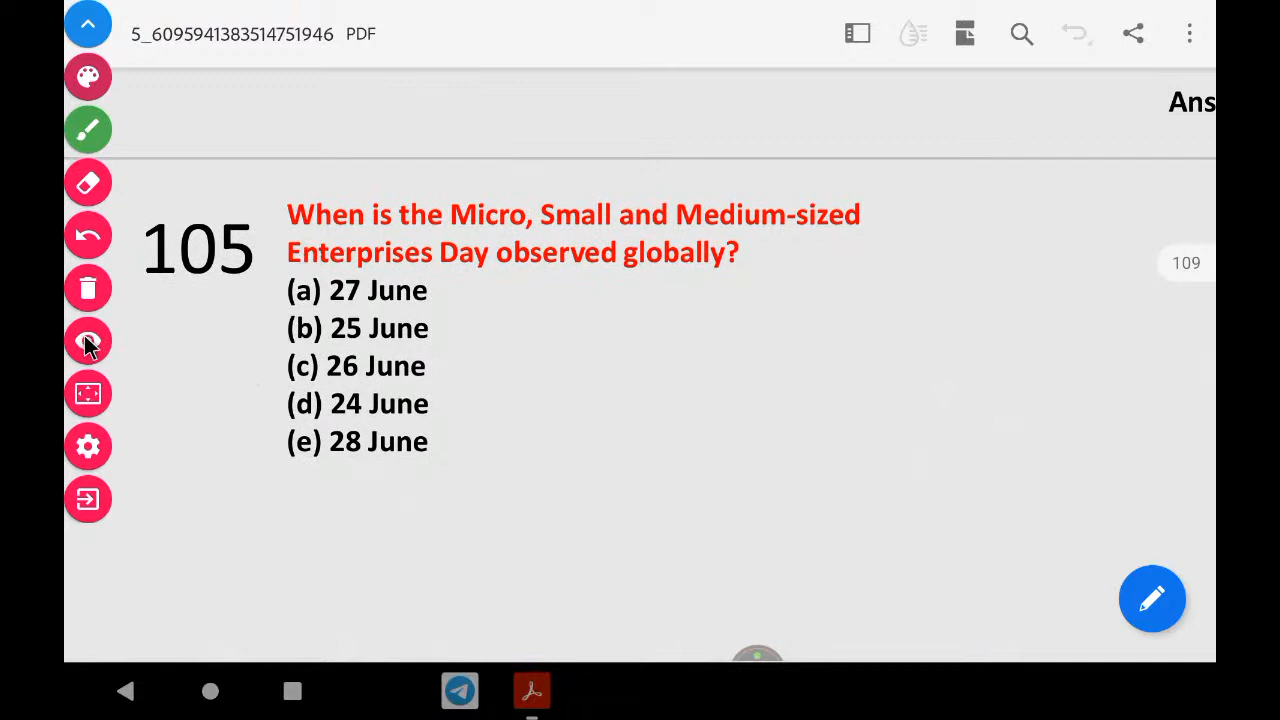 5_6095941383514751946 PDF
Ans
105
When is the Micro, Small and Medium-sized
Enterprises Day observed globally?
109
(a) 27 June
(b) 25 June
(c) 26 June
(d) 24 June
(e) 28 June